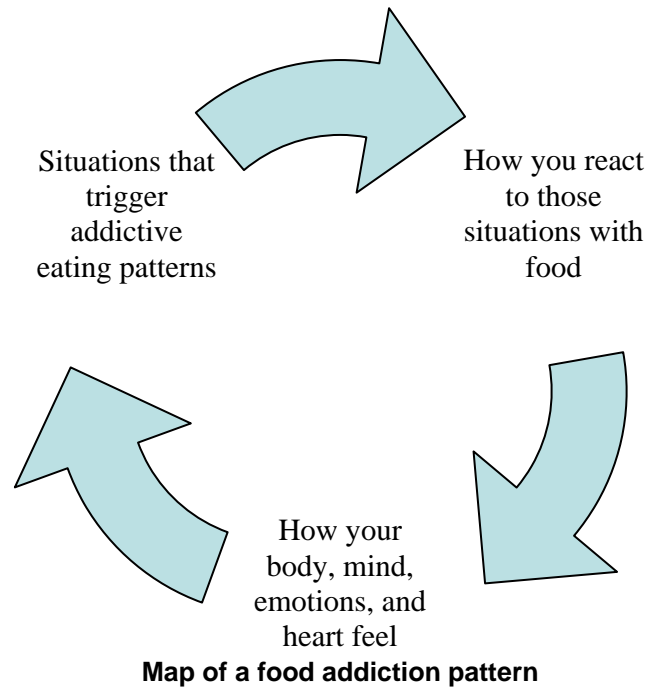 Situations that
trigger
addictive
eating patterns
How you react
to those
situations with
food
How your
body, mind,
emotions, and
heart feel
Map of a food addiction pattern